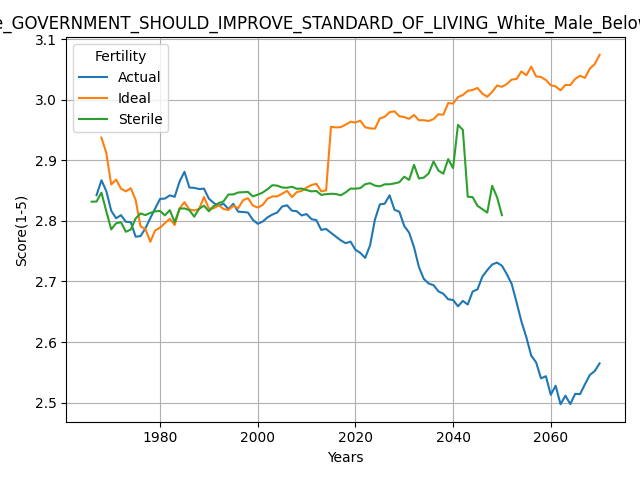 e_GOVERNMENT_SHOULD_IMPROVE_STANDARD_OF_LIVING_White_Male_Below
Fertility
Actual
Ideal
Sterile
Score(1-5)
3.1
3.0
2.9
2.8
2.7
2.6
2.5
1980
2000
2020
2040
2060
Years